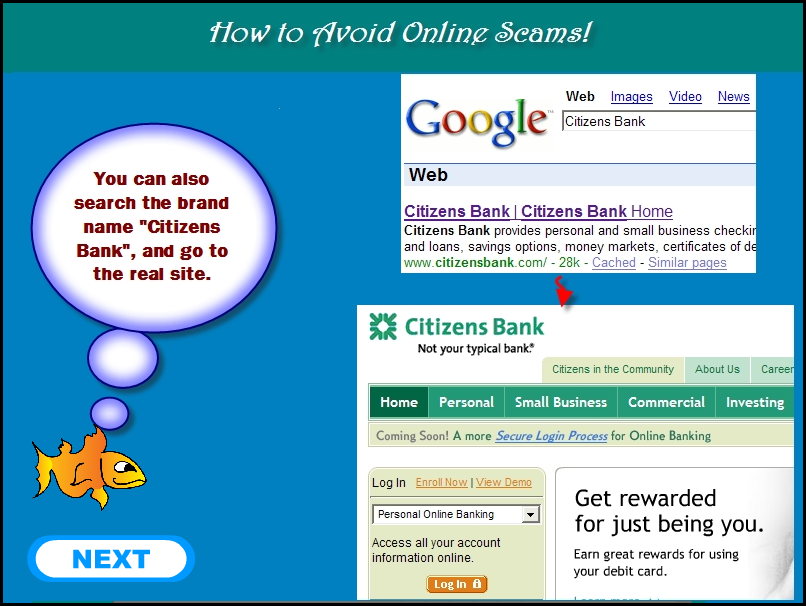 How to Avoid Online Scams!
You can also
search the brand
name "Citizens
Bank", and go to
the real site.
NEXT
Google™
Web Images Video News
Citizens Bank
Web
Citizens Bank | Citizens Bank Home
Citizens Bank provides personal and small business checkin
and loans, savings options, money markets, certificates of de
www.citizensbank.com/ - 28k - Cached - Similar pages
Citizens Bank
Not your typical bank.®
Citizens in the Community About Us Career
Home Personal Small Business Commercial Investing
Coming Soon! A more Secure Login Process for Online Banking
Log In Enroll Now | View Demo
Personal Online Banking
Access all your account
information online.
Log In
Get rewarded
for just being you.
Earn great rewards for using
your debit card.